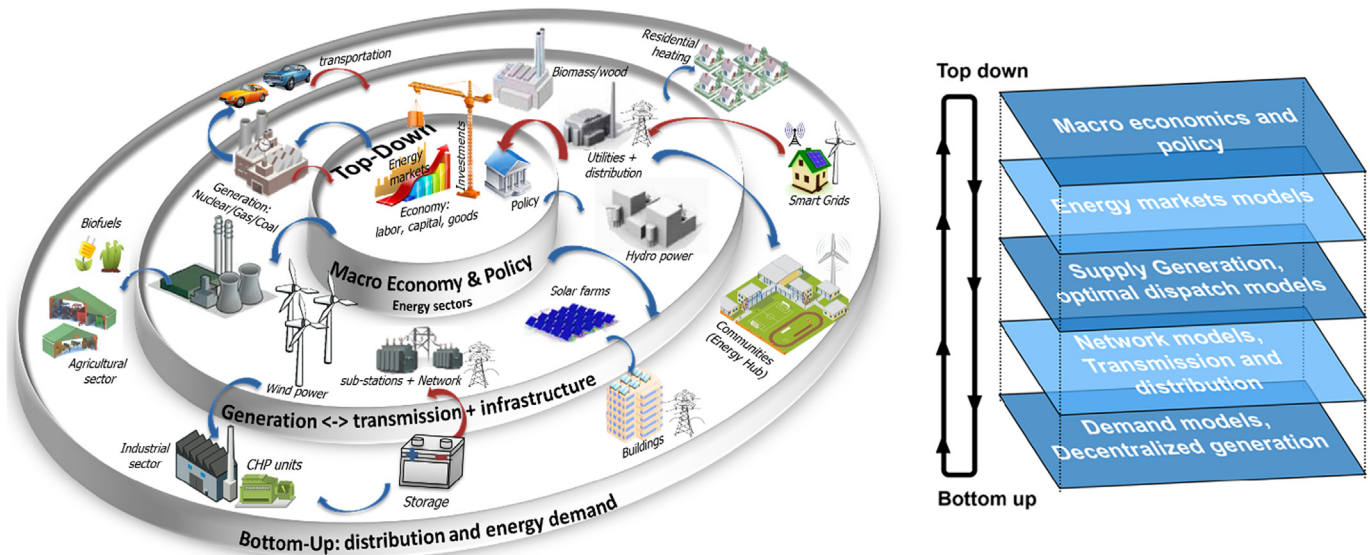 transportation
Biomass/wood
Residential
heating
Top-Down
Energy
markets
Investments
Economy:
labor, capital, goods
Policy
Utilities +
distribution
Smart Grids
Generation:
Nuclear/Gas/Coal
Biofuels
Hydro power
Macro Economy & Policy
Energy sectors
Solar farms
Communities
(Energy Hub)
Agricultural
sector
Wind power
sub-stations + Network
Generation <-> transmission + infrastructure
Buildings
Industrial
sector
CHP units
Storage
Bottom-Up: distribution and energy demand
Top down
Macro economics and
policy
Energy markets models
Supply Generation,
optimal dispatch models
Network models,
Transmission and
distribution
Demand models,
Decentralized generation
Bottom up